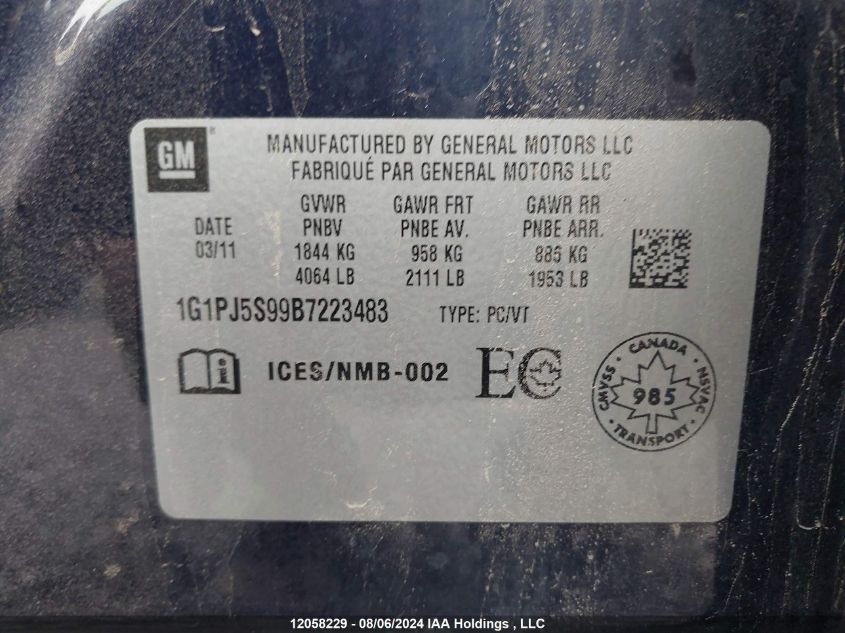 GM
MANUFACTURED BY GENERAL MOTORS LLC
FABRIQUÉ PAR GENERAL MOTORS LLC
DATE
03/11
GVWR
PNBV
1844 KG
4064 LB
GAWR FRT
PNBE AV.
958 KG
2111 LB
GAWR RR
PNBE ARR.
885 KG
1953 LB
1G1PJ5S99B7223483 TYPE: PC/VT
i ICES/NMB-002 EC
CANADA
CMVSS 985 NSVAC
TRANSPORT
12058229 - 08/06/2024 IAA Holdings , LLC